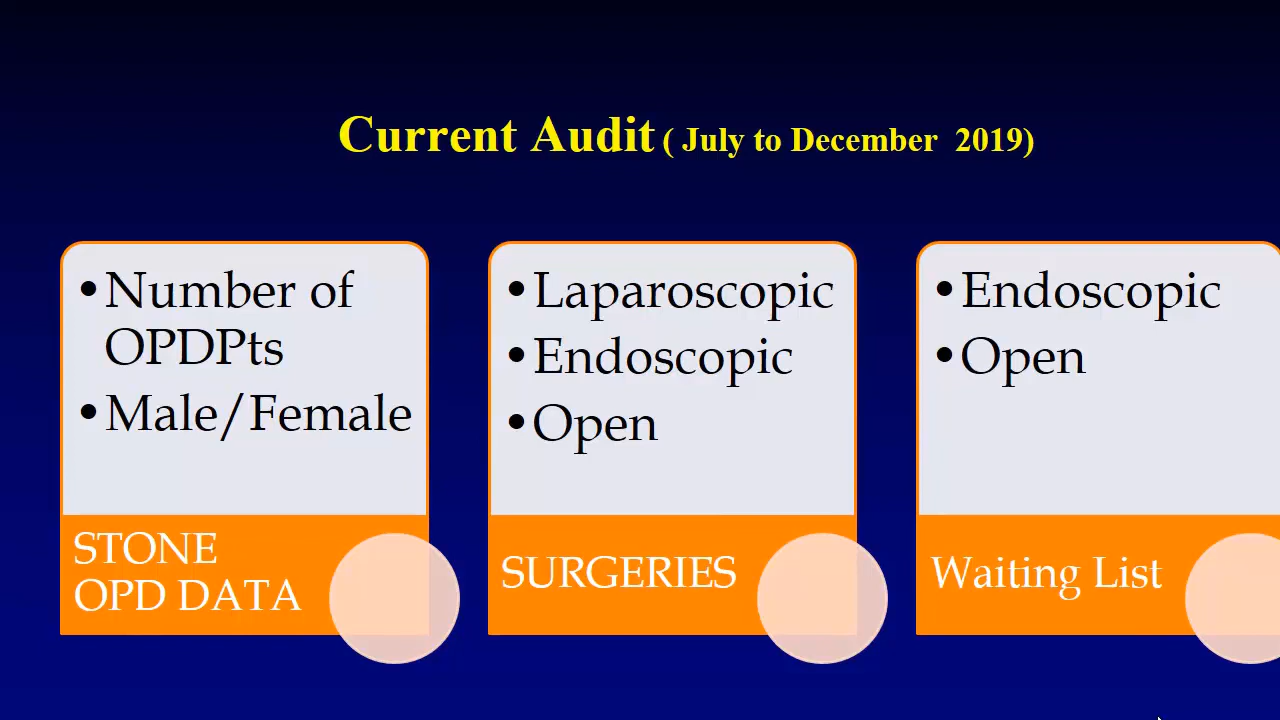 Current Audit ( July to December 2019)
•Number of
OPDPts
•Male/Female
STONE
OPD DATA
•Laparoscopic
•Endoscopic
•Open
SURGERIES
•Endoscopic
•Open
Waiting List